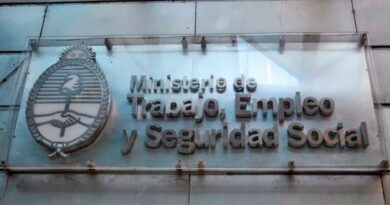 Ministerio de
Trabajo, Empleo
y Seguridad Social